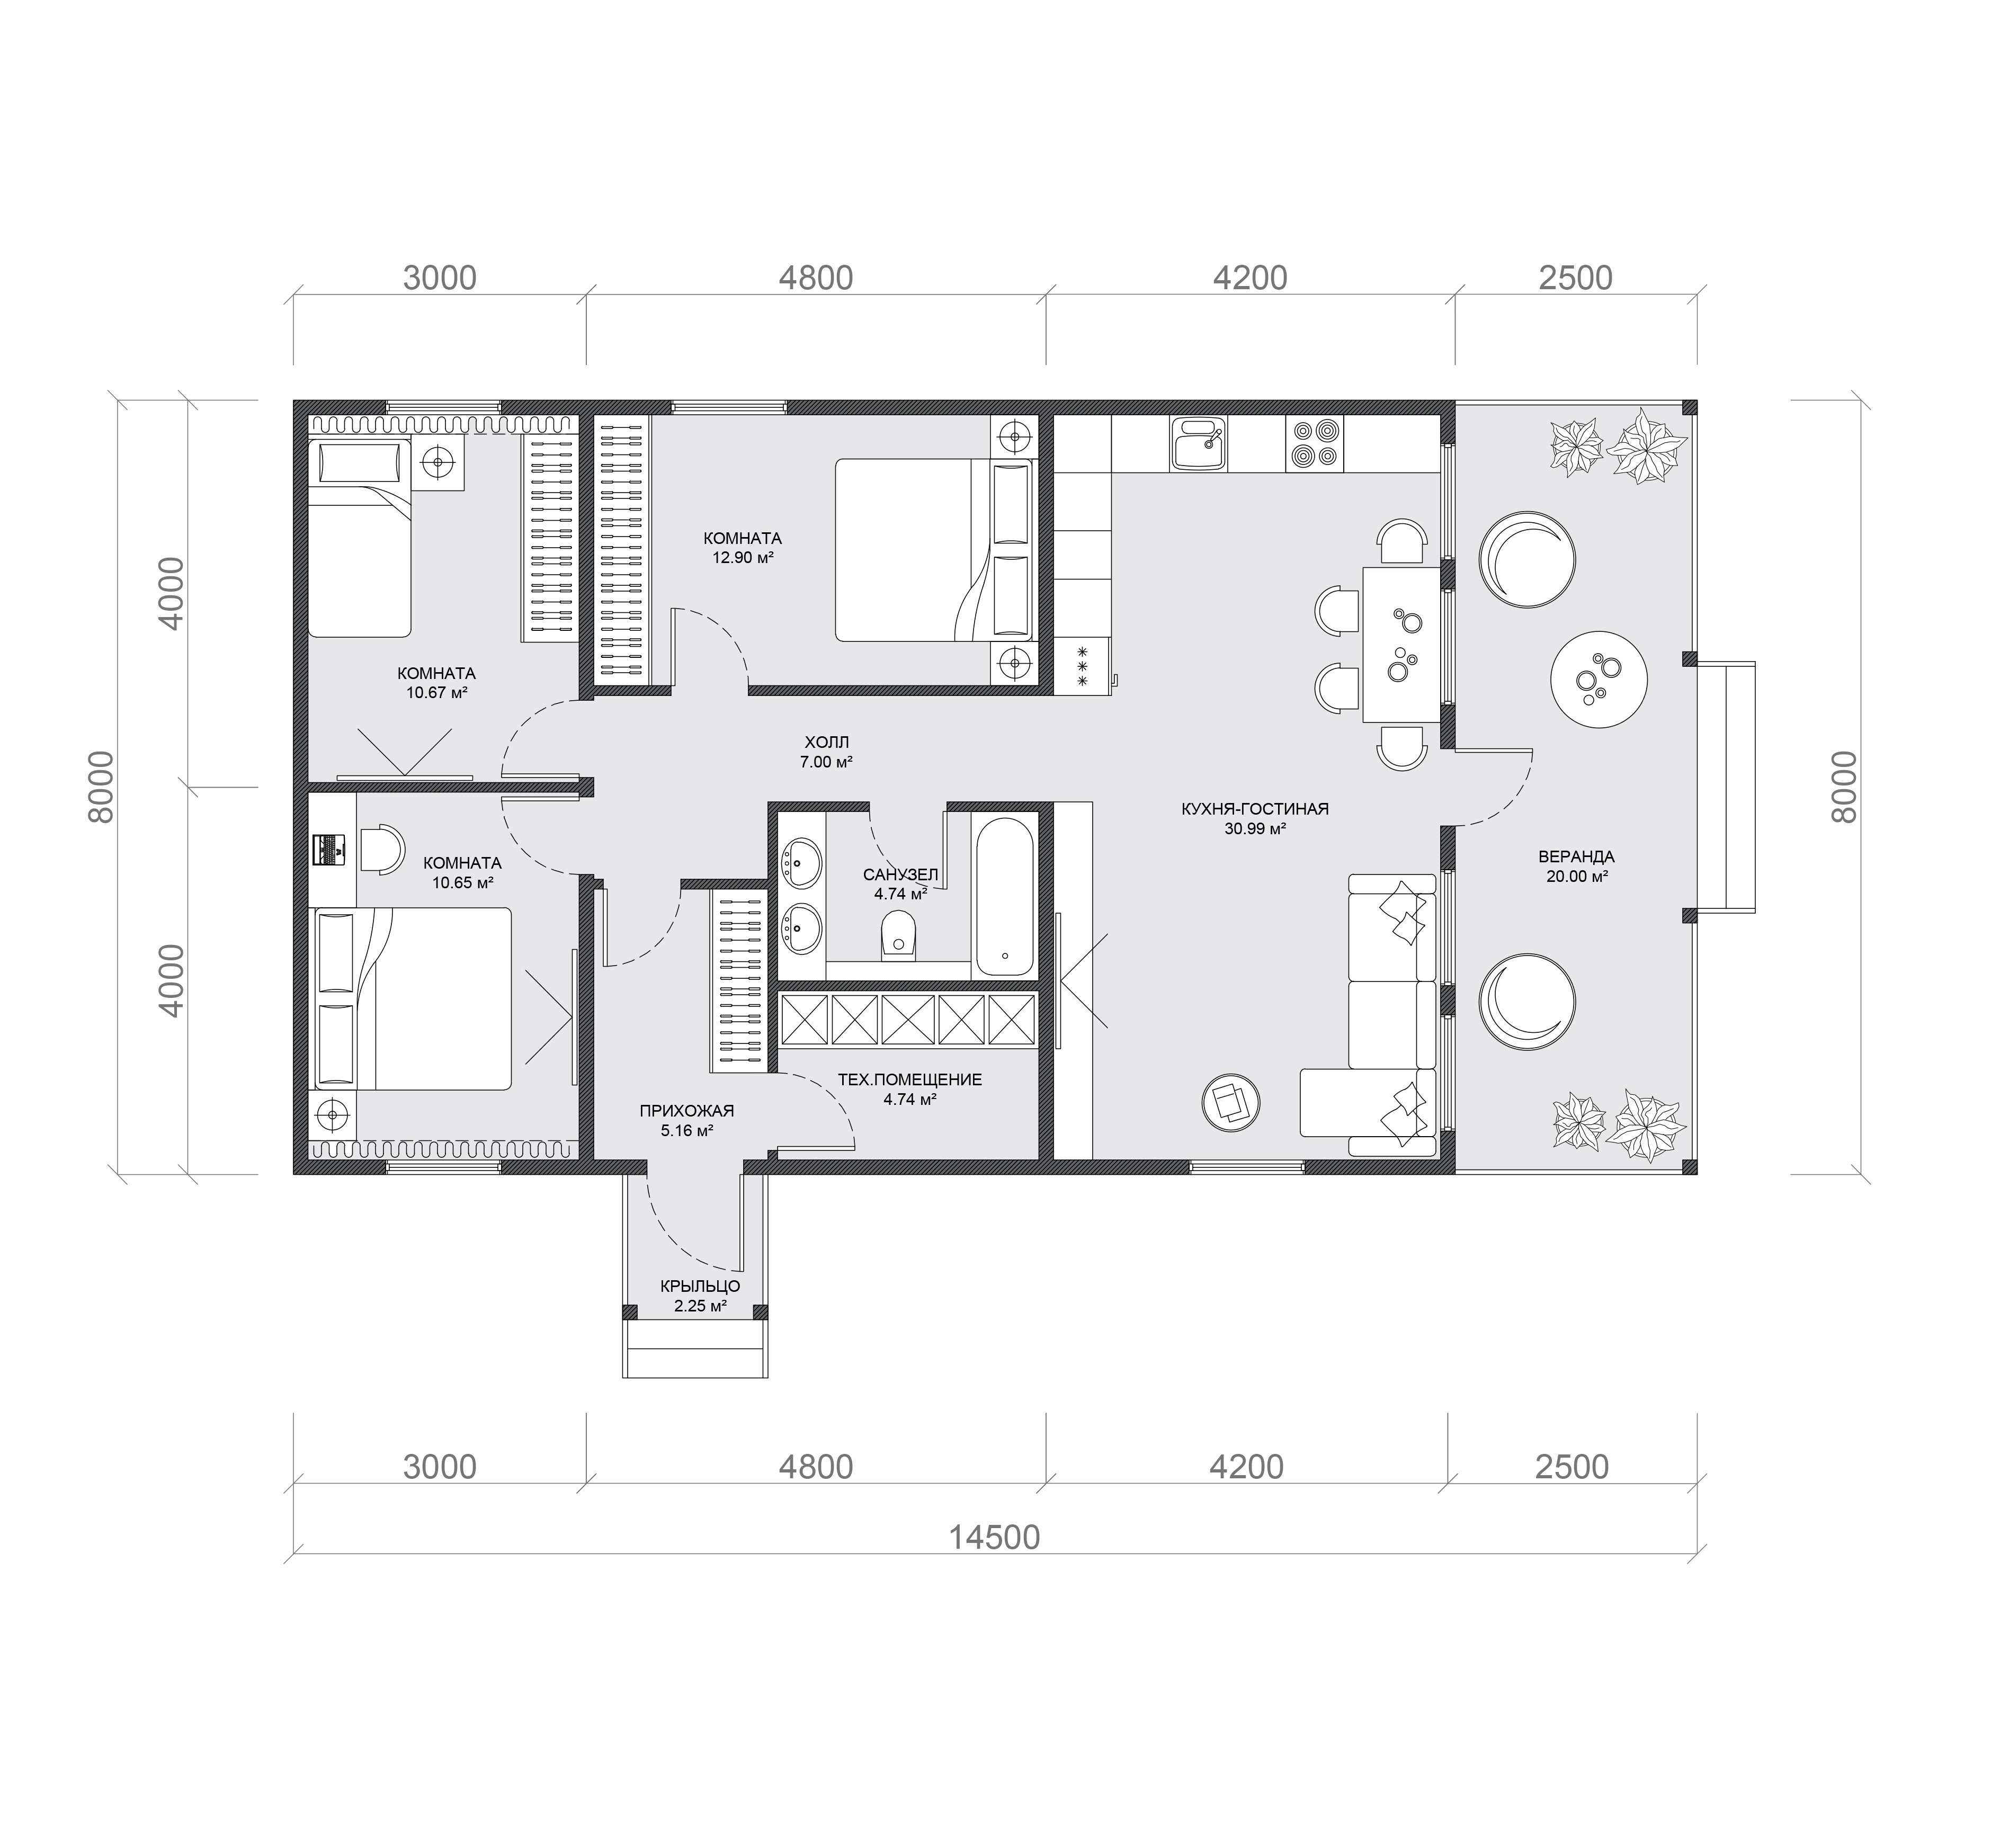 3000 4800 4200 2500
8000
4000
4000
8000
КОМНАТА
12.90 м²
КОМНАТА
10.67 м²
ХОЛЛ
7.00 м²
КУХНЯ-ГОСТИНАЯ
30.99 м²
ВЕРАНДА
20.00 м²
КОМНАТА
10.65 м²
САНУЗЕЛ
4.74 м²
ТЕХ.ПОМЕЩЕНИЕ
4.74 м²
ПРИХОЖАЯ
5.16 м²
КРЫЛЬЦО
2.25 м²
3000 4800 4200 2500
14500